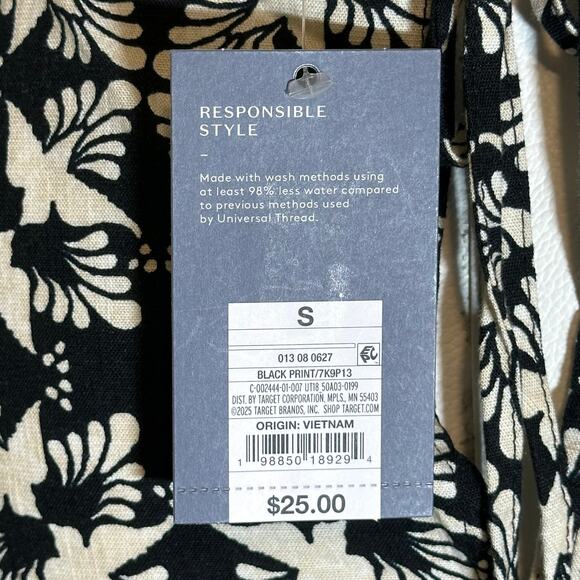 RESPONSIBLE
STYLE
–
Made with wash methods using
at least 98% less water compared
to previous methods used
by Universal Thread.
S
013 08 0627
BLACK PRINT/7K9P13
C-002444-01-007 UT18_50A03-0199
DIST. BY TARGET CORPORATION, MPLS., MN 55403
©2025 TARGET BRANDS, INC. SHOP TARGET.COM
ORIGIN: VIETNAM
1 98850 18929 4
$25.00